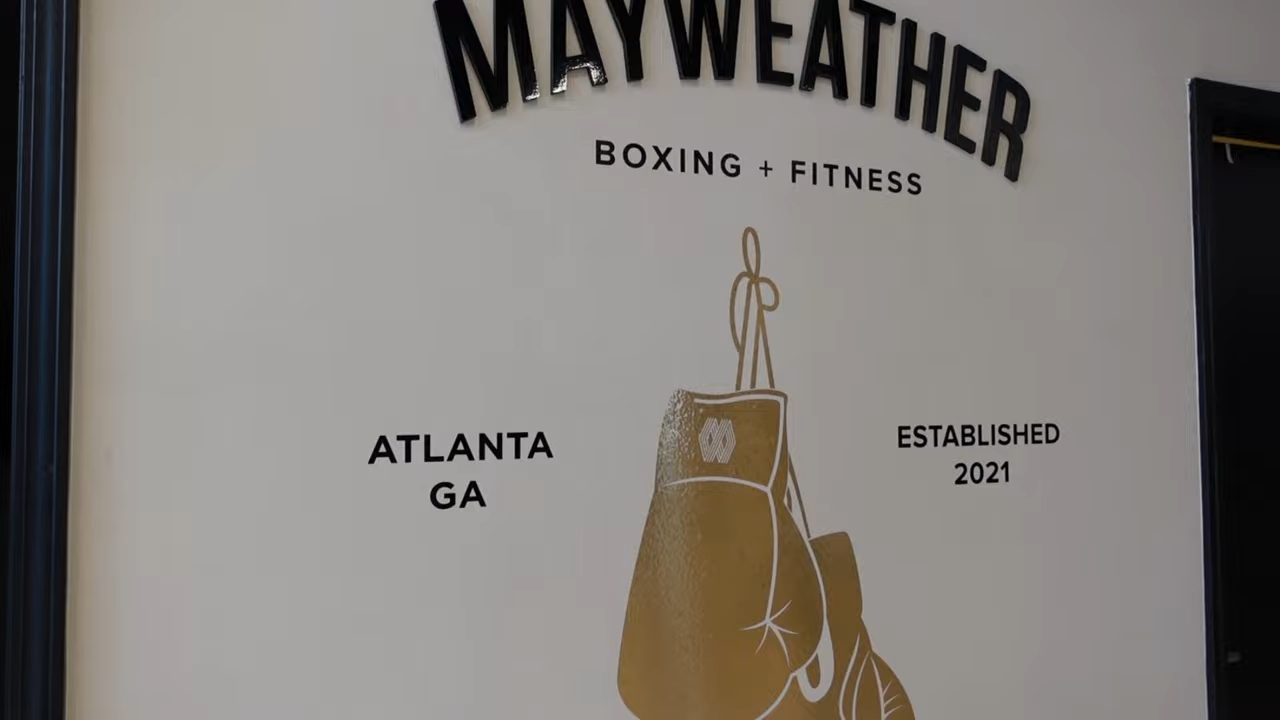 MAYWEATHER
BOXING + FITNESS
ATLANTA
GA
ESTABLISHED
2021